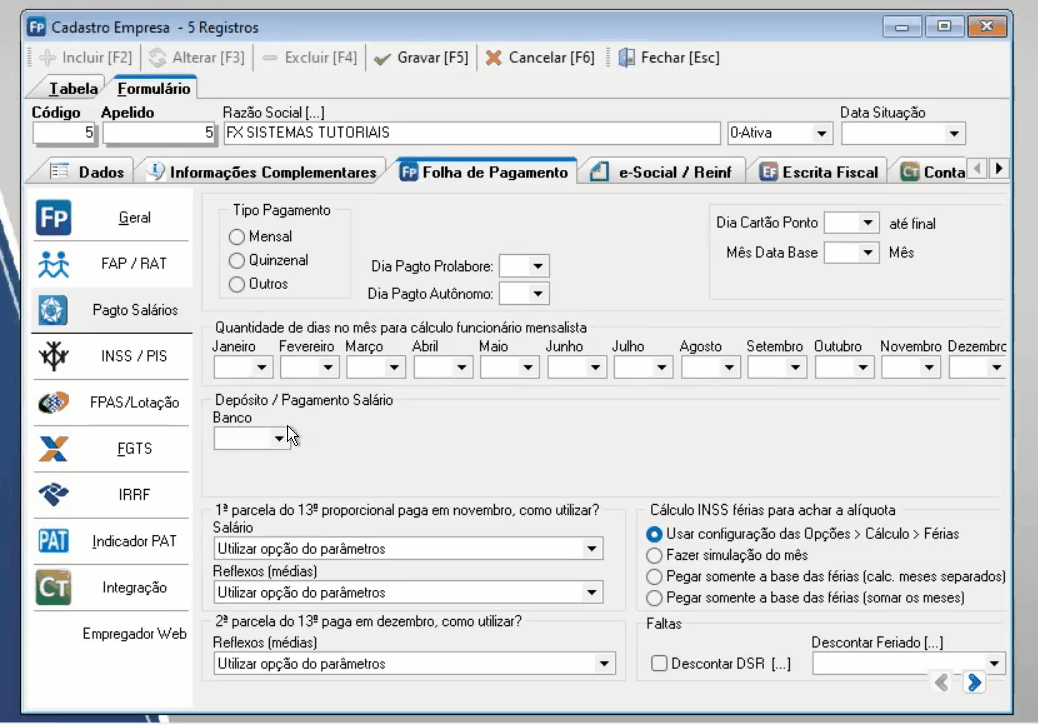 Fp Cadastro Empresa - 5 Registros
Incluir [F2] Alterar [F3] Excluir [F4] Gravar [F5] Cancelar [F6] Fechar [Esc]
Tabela Formulário
Código Apelido Razão Social [...] Data Situação
5 5 FX SISTEMAS TUTORIAIS 0-Ativa
Dados Informações Complementares Fp Folha de Pagamento e-Social / Reinf EF Escrita Fiscal CT Conta
Fp Geral
FAP / RAT
Pagto Salários
INSS / PIS
FPAS/Lotação
FGTS
IRRF
PAT Indicador PAT
CT Integração
Empregador Web
Tipo Pagamento
Mensal
Quinzenal
Outros
Dia Pagto Prolabore:
Dia Pagto Autônomo:
Dia Cartão Ponto até final
Mês Data Base Mês
Quantidade de dias no mês para cálculo funcionário mensalista
Janeiro Fevereiro Março Abril Maio Junho Julho Agosto Setembro Outubro Novembro Dezembro
Depósito / Pagamento Salário
Banco
1ª parcela do 13º proporcional paga em novembro, como utilizar?
Salário
Utilizar opção do parâmetros
Reflexos (médias)
Utilizar opção do parâmetros
2ª parcela do 13º paga em dezembro, como utilizar?
Reflexos (médias)
Utilizar opção do parâmetros
Cálculo INSS férias para achar a alíquota
Usar configuração das Opções > Cálculo > Férias
Fazer simulação do mês
Pegar somente a base das férias (calc. meses separados)
Pegar somente a base das férias (somar os meses)
Faltas
Descontar Feriado [...]
Descontar DSR [...]